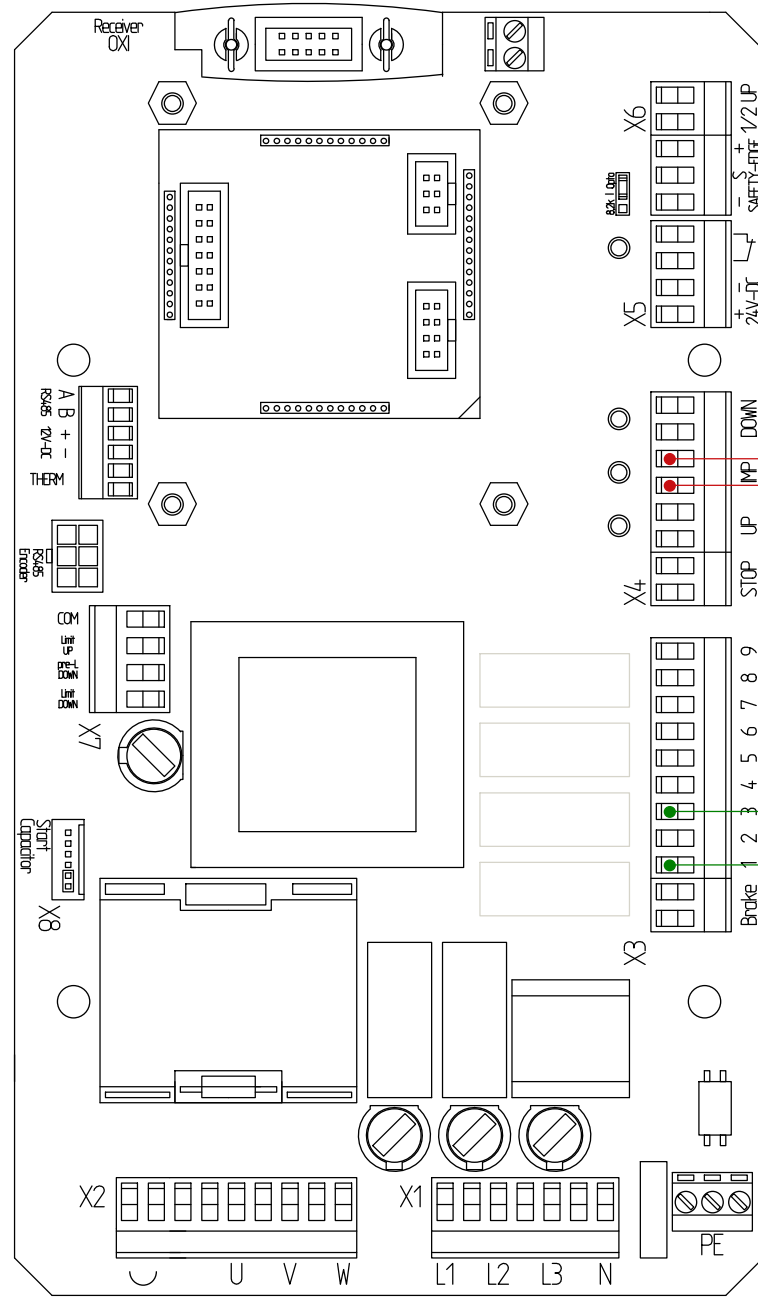 Receiver
OXI
X6
1/2 UP
+
S
-
SAFETY-EDGE
8.2k | Opto
X5
-
+
24V-DC
RS485
A
B
12V-DC
+
-
THERM
DOWN
IMP
UP
STOP
X4
RS485
Encoder
COM
Limit
UP
pre-L
DOWN
Limit
DOWN
X7
9
8
7
6
5
4
3
2
1
Brake
X3
Start
Capacitor
X8
X2
U
V
W
X1
L1
L2
L3
N
PE